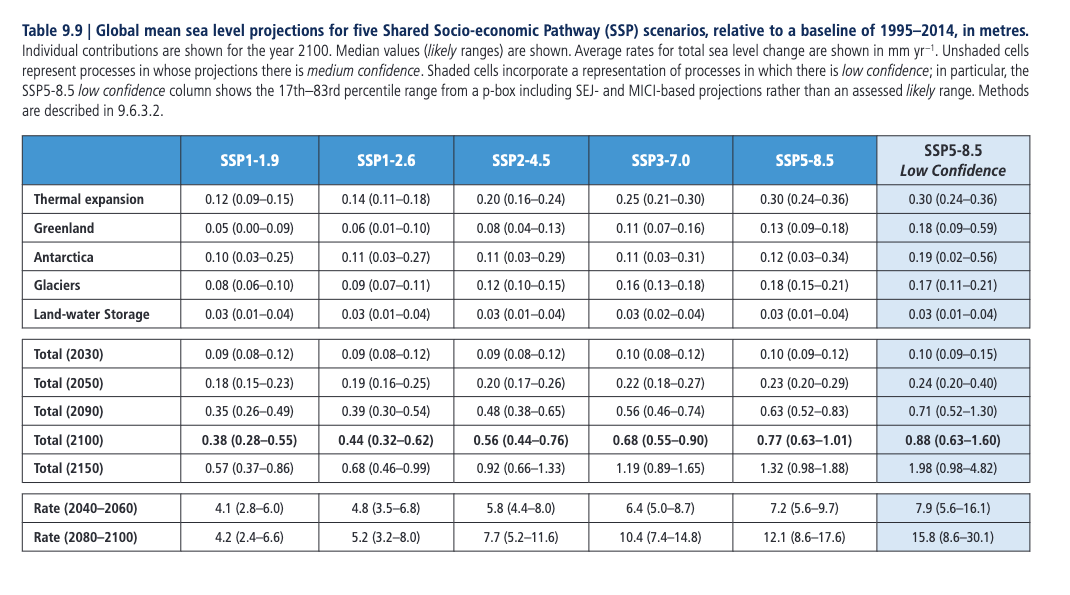 Table 9.9 | Global mean sea level projections for five Shared Socio-economic Pathway (SSP) scenarios, relative to a baseline of 1995–2014, in metres.
Individual contributions are shown for the year 2100. Median values (likely ranges) are shown. Average rates for total sea level change are shown in mm yr⁻¹. Unshaded cells
represent processes in whose projections there is medium confidence. Shaded cells incorporate a representation of processes in which there is low confidence; in particular, the
SSP5-8.5 low confidence column shows the 17th–83rd percentile range from a p-box including SEJ- and MICI-based projections rather than an assessed likely range. Methods
are described in 9.6.3.2.
SSP1-1.9 SSP1-2.6 SSP2-4.5 SSP3-7.0 SSP5-8.5 SSP5-8.5
Low Confidence
Thermal expansion 0.12 (0.09–0.15) 0.14 (0.11–0.18) 0.20 (0.16–0.24) 0.25 (0.21–0.30) 0.30 (0.24–0.36) 0.30 (0.24–0.36)
Greenland 0.05 (0.00–0.09) 0.06 (0.01–0.10) 0.08 (0.04–0.13) 0.11 (0.07–0.16) 0.13 (0.09–0.18) 0.18 (0.09–0.59)
Antarctica 0.10 (0.03–0.25) 0.11 (0.03–0.27) 0.11 (0.03–0.29) 0.11 (0.03–0.31) 0.12 (0.03–0.34) 0.19 (0.02–0.56)
Glaciers 0.08 (0.06–0.10) 0.09 (0.07–0.11) 0.12 (0.10–0.15) 0.16 (0.13–0.18) 0.18 (0.15–0.21) 0.17 (0.11–0.21)
Land-water Storage 0.03 (0.01–0.04) 0.03 (0.01–0.04) 0.03 (0.01–0.04) 0.03 (0.02–0.04) 0.03 (0.01–0.04) 0.03 (0.01–0.04)
Total (2030) 0.09 (0.08–0.12) 0.09 (0.08–0.12) 0.09 (0.08–0.12) 0.10 (0.08–0.12) 0.10 (0.09–0.12) 0.10 (0.09–0.15)
Total (2050) 0.18 (0.15–0.23) 0.19 (0.16–0.25) 0.20 (0.17–0.26) 0.22 (0.18–0.27) 0.23 (0.20–0.29) 0.24 (0.20–0.40)
Total (2090) 0.35 (0.26–0.49) 0.39 (0.30–0.54) 0.48 (0.38–0.65) 0.56 (0.46–0.74) 0.63 (0.52–0.83) 0.71 (0.52–1.30)
Total (2100) 0.38 (0.28–0.55) 0.44 (0.32–0.62) 0.56 (0.44–0.76) 0.68 (0.55–0.90) 0.77 (0.63–1.01) 0.88 (0.63–1.60)
Total (2150) 0.57 (0.37–0.86) 0.68 (0.46–0.99) 0.92 (0.66–1.33) 1.19 (0.89–1.65) 1.32 (0.98–1.88) 1.98 (0.98–4.82)
Rate (2040–2060) 4.1 (2.8–6.0) 4.8 (3.5–6.8) 5.8 (4.4–8.0) 6.4 (5.0–8.7) 7.2 (5.6–9.7) 7.9 (5.6–16.1)
Rate (2080–2100) 4.2 (2.4–6.6) 5.2 (3.2–8.0) 7.7 (5.2–11.6) 10.4 (7.4–14.8) 12.1 (8.6–17.6) 15.8 (8.6–30.1)